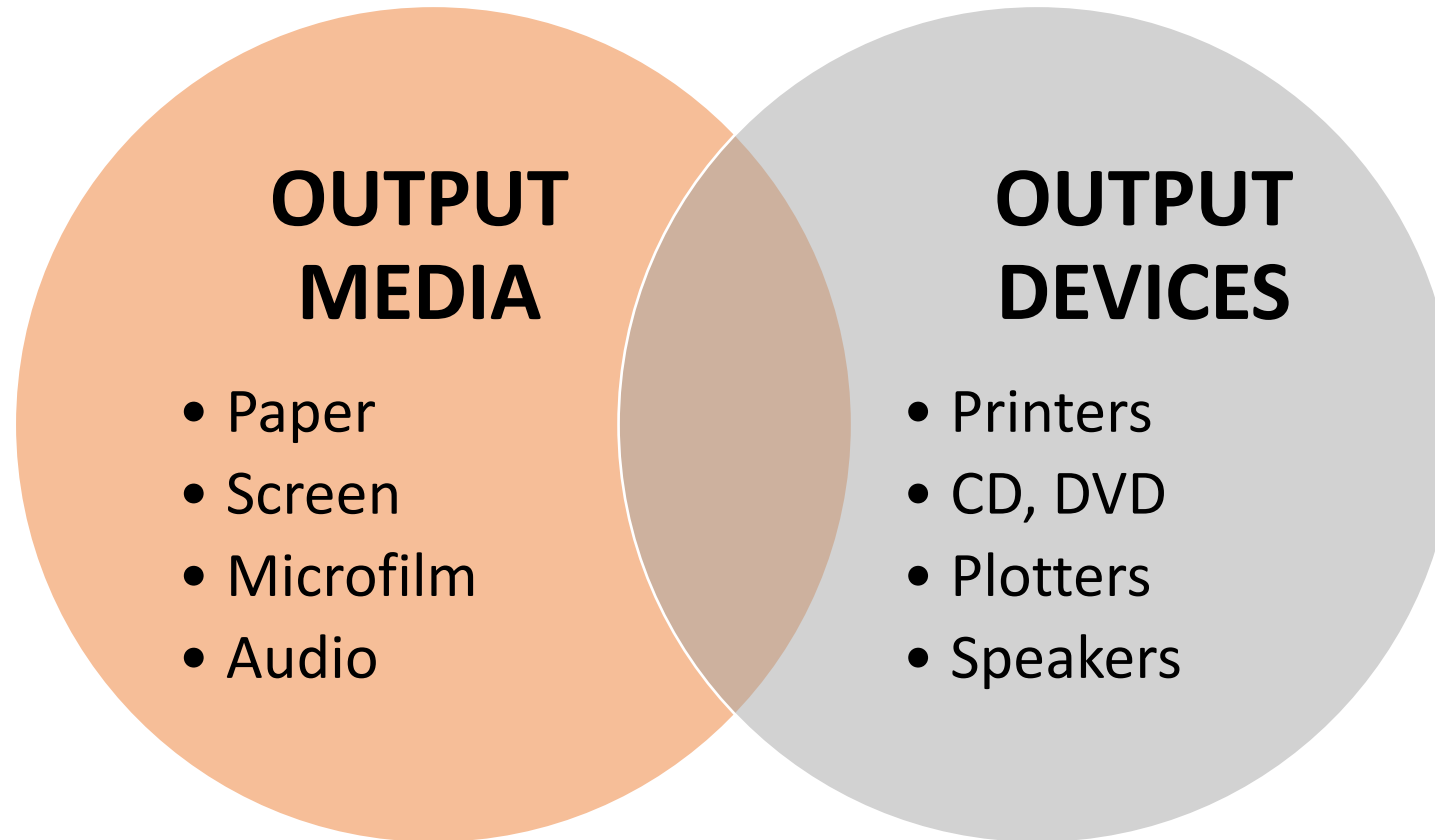 OUTPUT
MEDIA
• Paper
• Screen
• Microfilm
• Audio
OUTPUT
DEVICES
• Printers
• CD, DVD
• Plotters
• Speakers